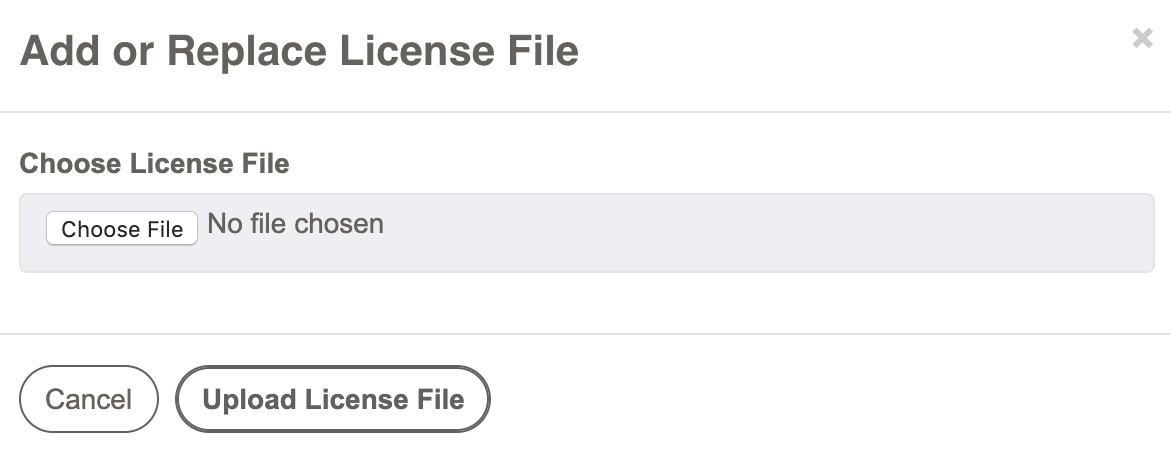 Add or Replace License File
Choose License File
Choose File No file chosen
Cancel Upload License File